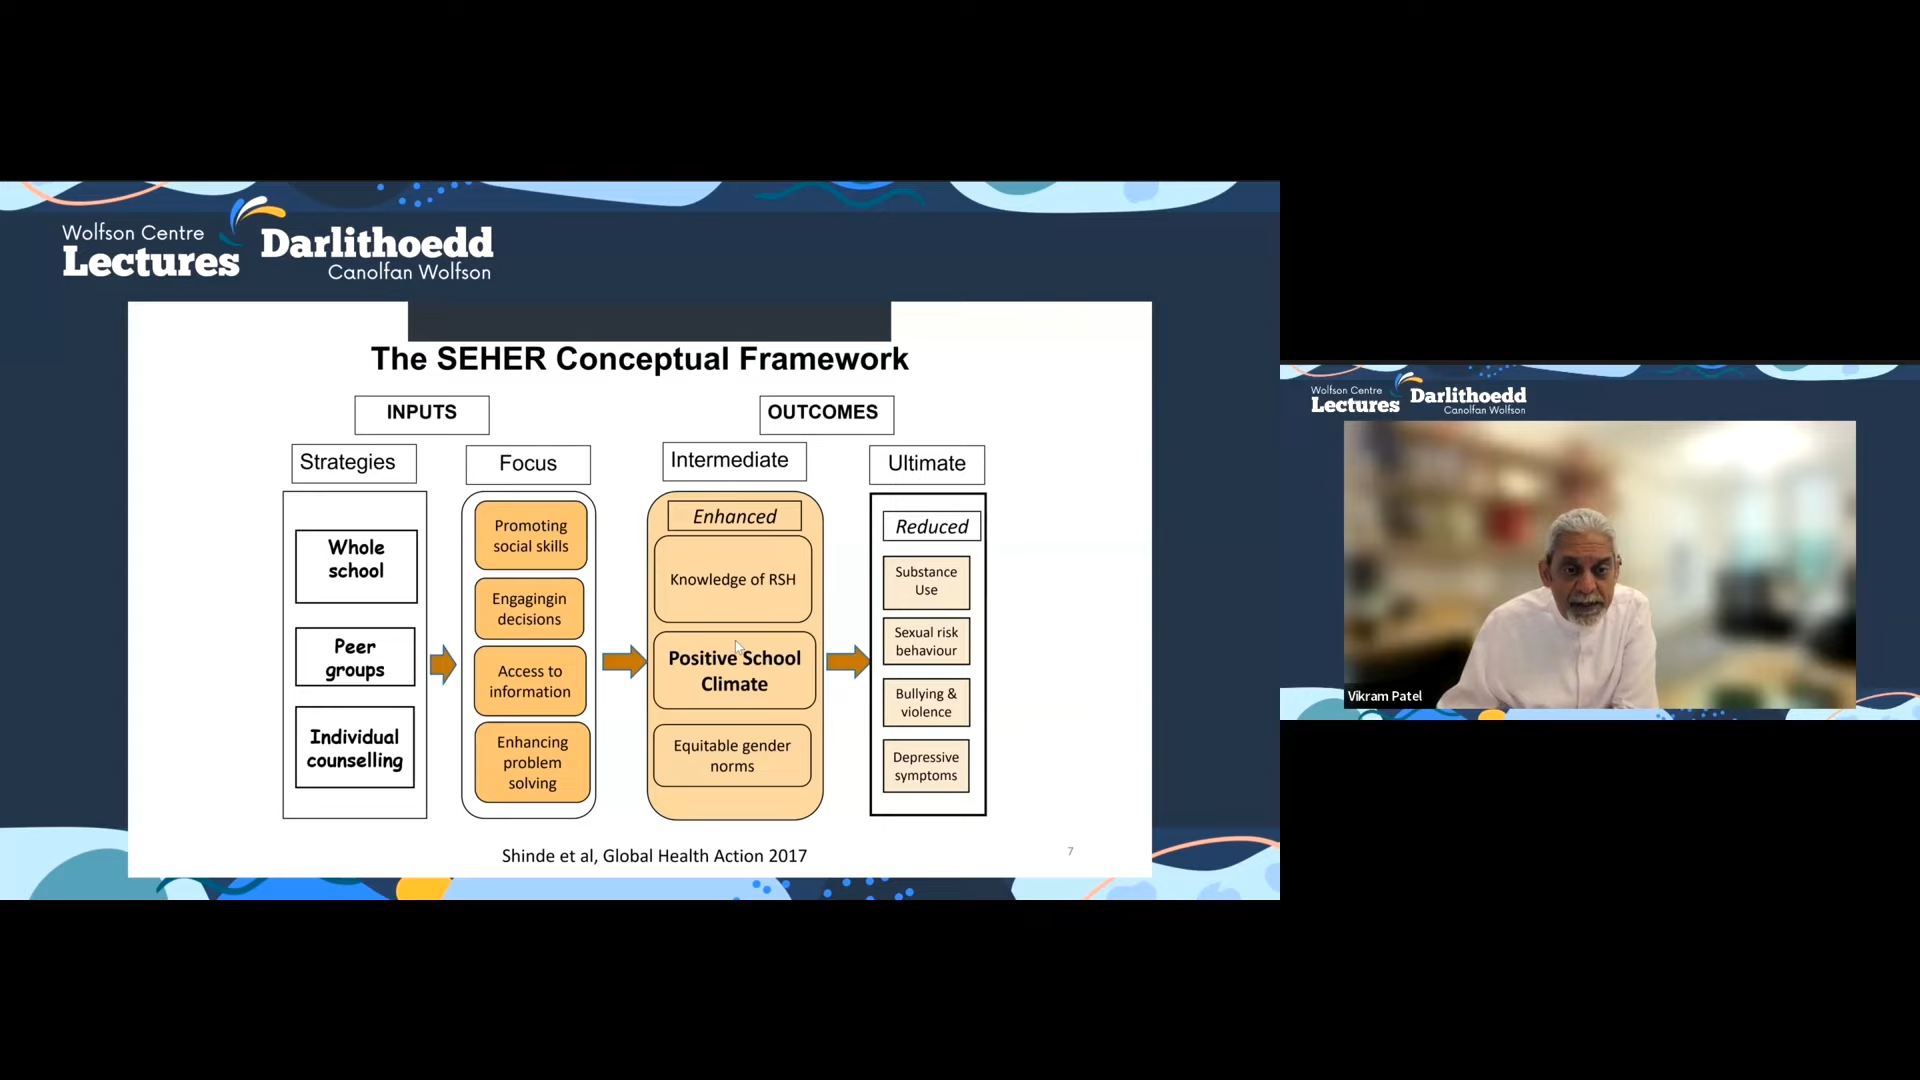 Wolfson Centre
Lectures
Darlithoedd
Canolfan Wolfson
The SEHER Conceptual Framework
INPUTS
OUTCOMES
Strategies
Focus
Intermediate
Ultimate
Whole
school
Peer
groups
Individual
counselling
Promoting
social skills
Engagingin
decisions
Access to
information
Enhancing
problem
solving
Enhanced
Knowledge of RSH
Positive School
Climate
Equitable gender
norms
Reduced
Substance
Use
Sexual risk
behaviour
Bullying &
violence
Depressive
symptoms
Shinde et al, Global Health Action 2017
7
Wolfson Centre
Lectures
Darlithoedd
Canolfan Wolfson
Vikram Patel